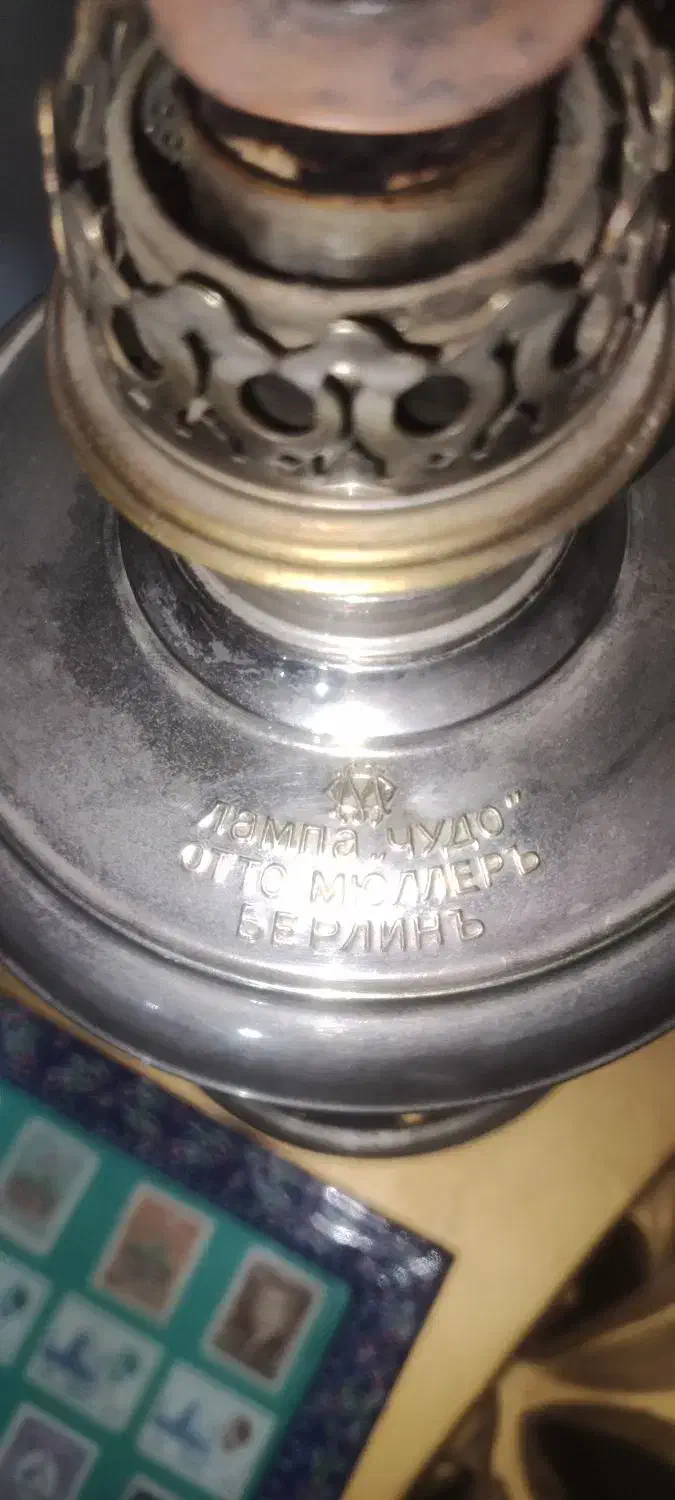 лампа „чудо"
отто мюллеръ
берлинъ